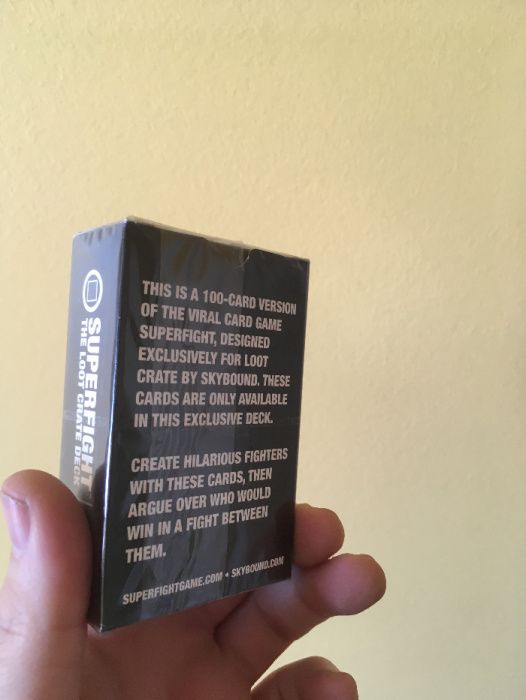 SUPERFIGHT
THE LOOT CRATE DECK
THIS IS A 100-CARD VERSION
OF THE VIRAL CARD GAME
SUPERFIGHT, DESIGNED
EXCLUSIVELY FOR LOOT
CRATE BY SKYBOUND. THESE
CARDS ARE ONLY AVAILABLE
IN THIS EXCLUSIVE DECK.
CREATE HILARIOUS FIGHTERS
WITH THESE CARDS, THEN
ARGUE OVER WHO WOULD
WIN IN A FIGHT BETWEEN
THEM.
SUPERFIGHTGAME.COM • SKYBOUND.COM